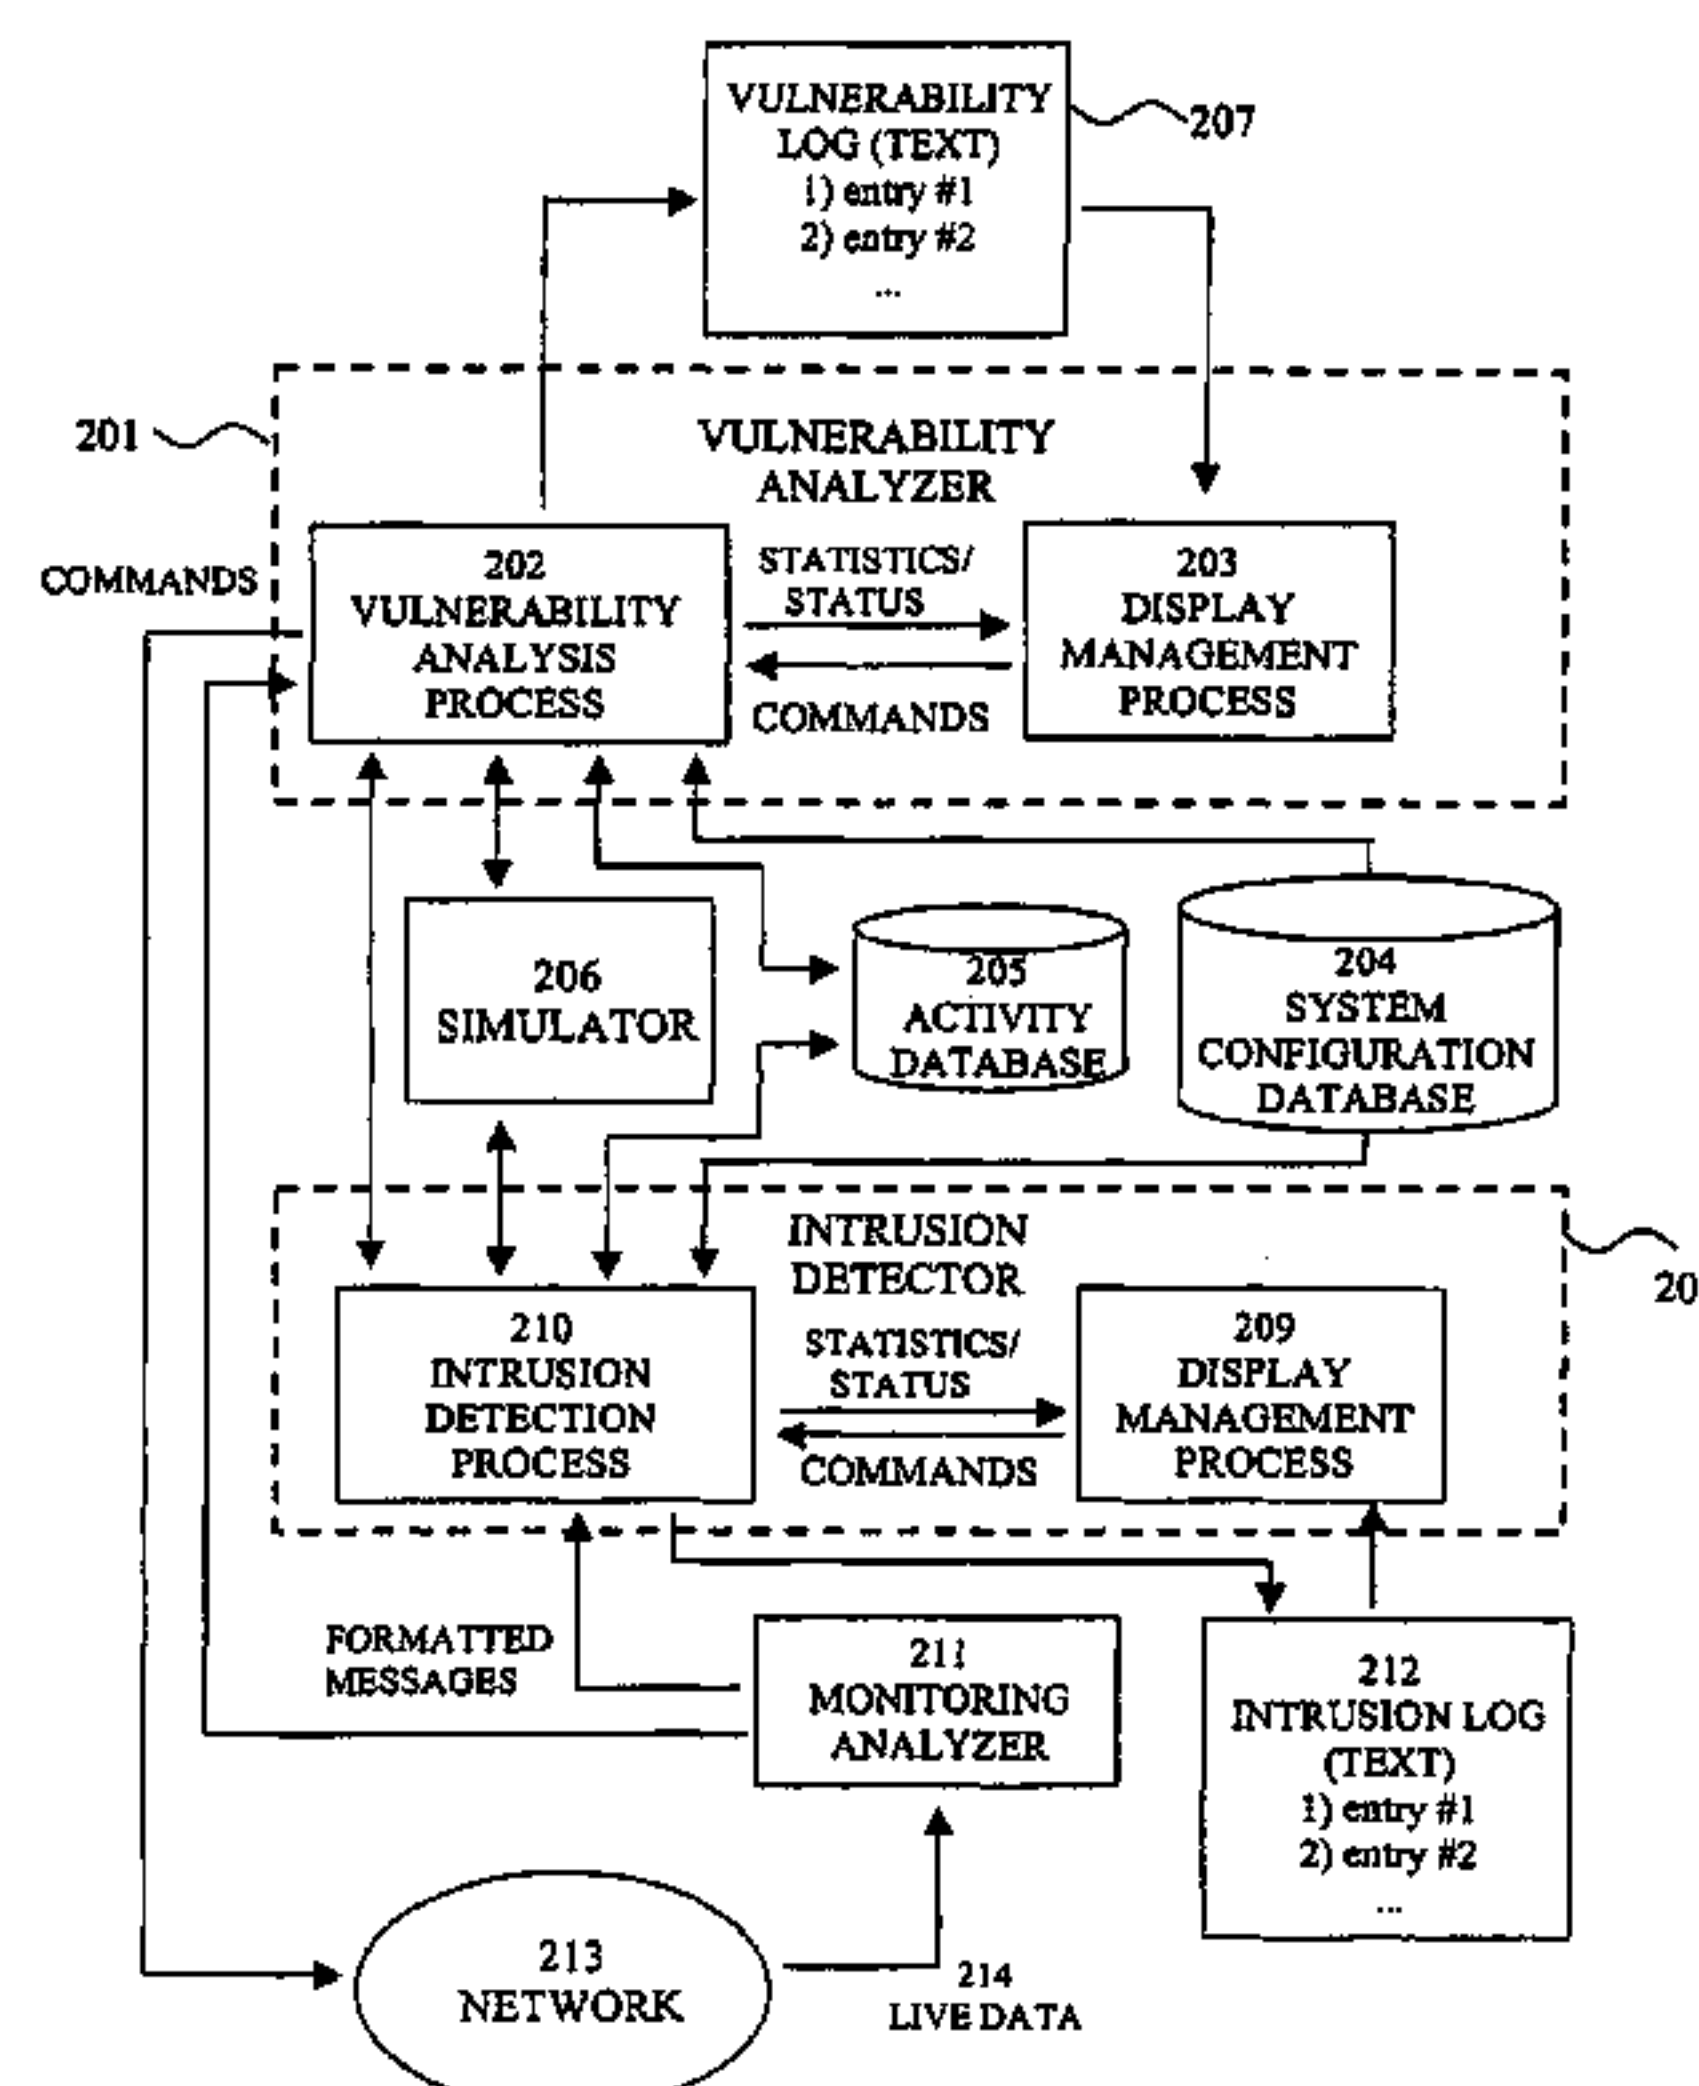 VULNERABILITY
LOG (TEXT)
1) entry #1
2) entry #2
...
207
201
VULNERABILITY
ANALYZER
COMMANDS
202
VULNERABILITY
ANALYSIS
PROCESS
STATISTICS/
STATUS
COMMANDS
203
DISPLAY
MANAGEMENT
PROCESS
206
SIMULATOR
205
ACTIVITY
DATABASE
204
SYSTEM
CONFIGURATION
DATABASE
INTRUSION
DETECTOR
20
210
INTRUSION
DETECTION
PROCESS
STATISTICS/
STATUS
COMMANDS
209
DISPLAY
MANAGEMENT
PROCESS
FORMATTED
MESSAGES
211
MONITORING
ANALYZER
212
INTRUSION LOG
(TEXT)
1) entry #1
2) entry #2
...
213
NETWORK
214
LIVE DATA